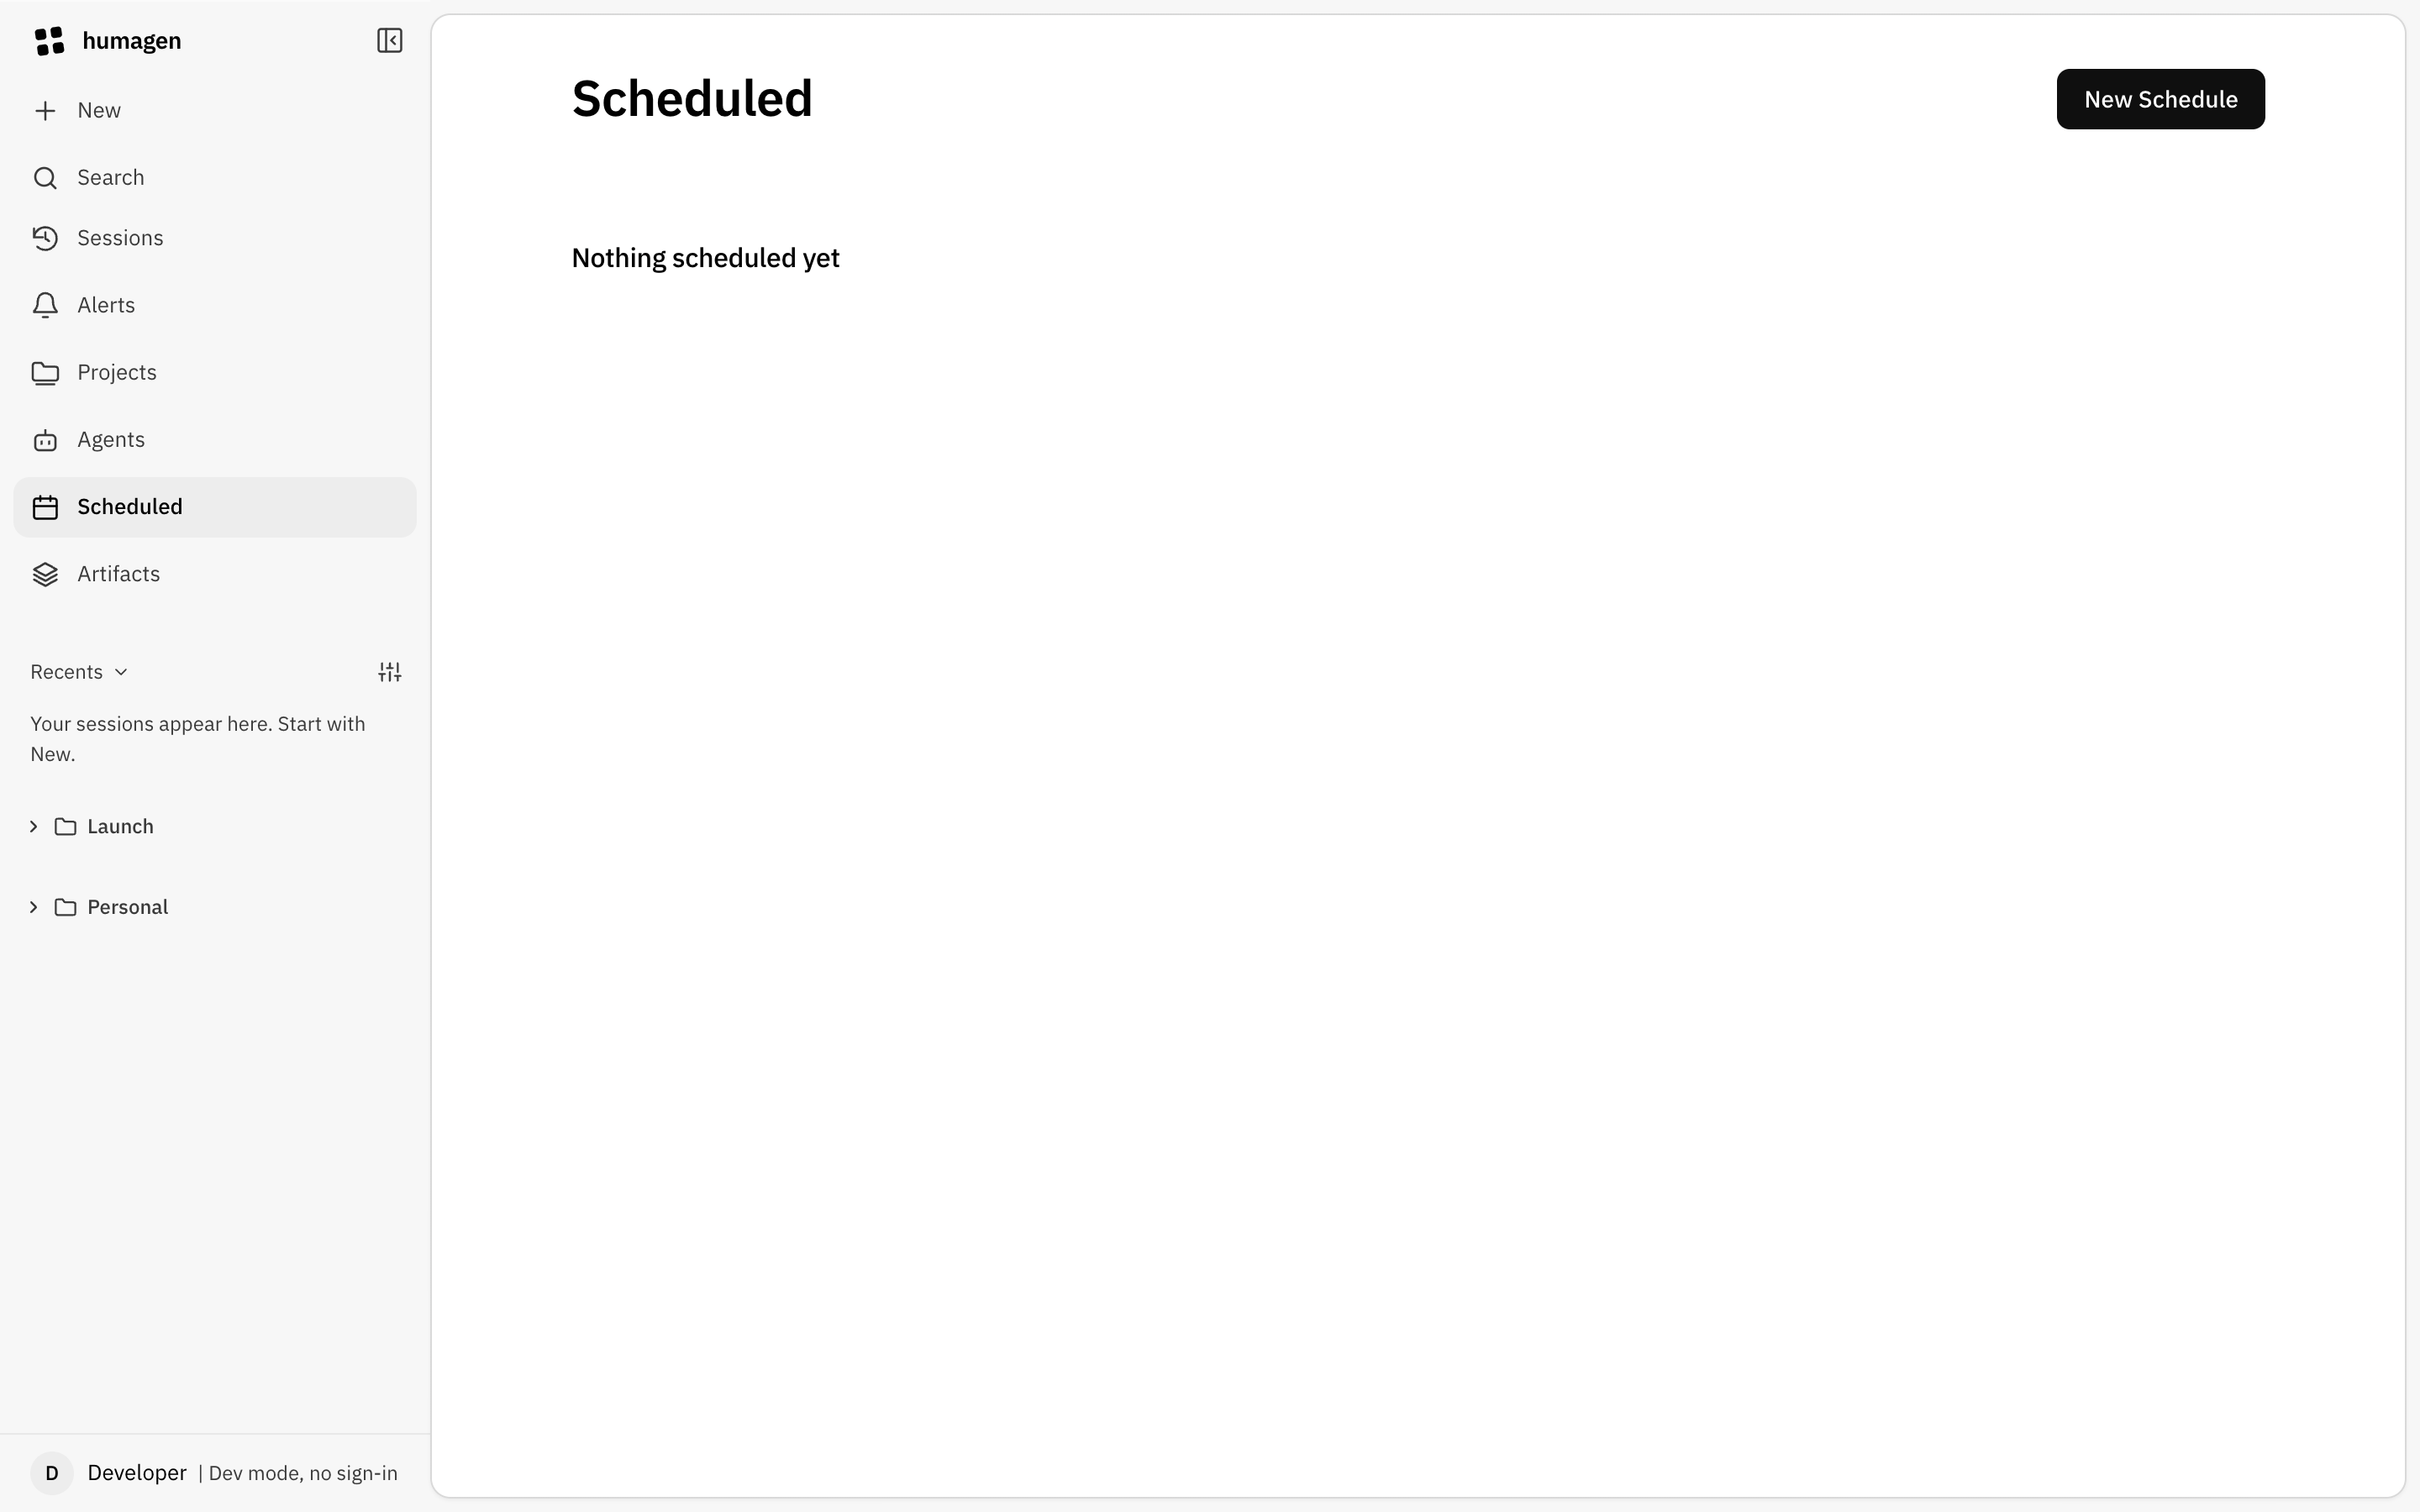 humagen
New
Search
Sessions
Alerts
Projects
Agents
Scheduled
Artifacts
Recents
Your sessions appear here. Start with
New.
Launch
Personal
D Developer | Dev mode, no sign-in
Scheduled
New Schedule
Nothing scheduled yet